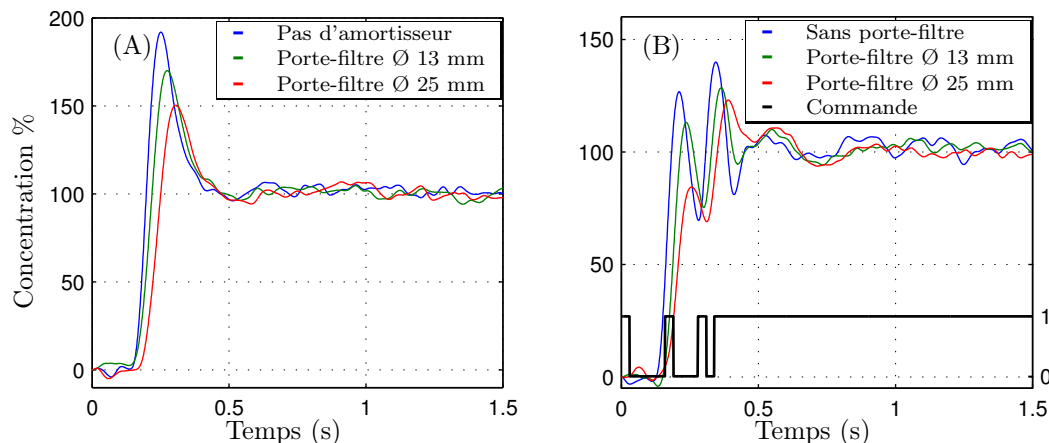 (A)
Pas d'amortisseur
Porte-filtre Ø 13 mm
Porte-filtre Ø 25 mm
Concentration %
200
150
100
50
0
0
0.5
1
1.5
Temps (s)
(B)
Sans porte-filtre
Porte-filtre Ø 13 mm
Porte-filtre Ø 25 mm
Commande
150
100
50
0
1
0
0
0.5
1
1.5
Temps (s)